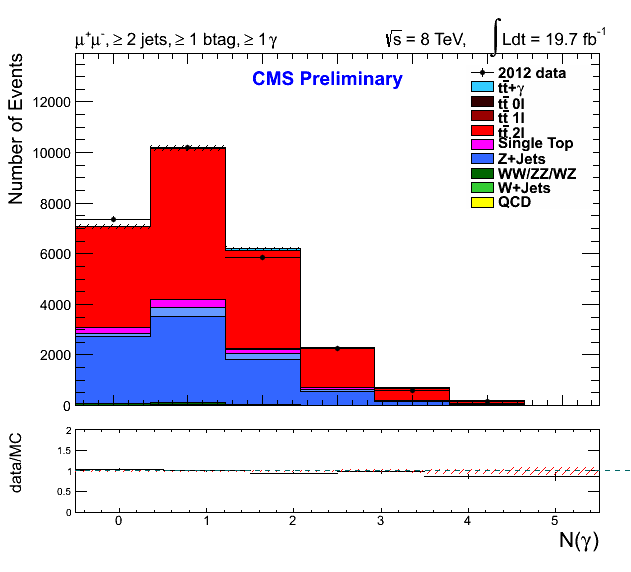 μ⁺μ⁻, ≥ 2 jets, ≥ 1 btag, ≥ 1 γ
√s = 8 TeV, ∫ Ldt = 19.7 fb⁻¹
CMS Preliminary
2012 data
tt̄+γ
tt̄ 0l
tt̄ 1l
tt̄ 2l
Single Top
Z+Jets
WW/ZZ/WZ
W+Jets
QCD
Number of Events
12000
10000
8000
6000
4000
2000
0
data/MC
2
1.5
1
0.5
0
0 1 2 3 4 5
N(γ)